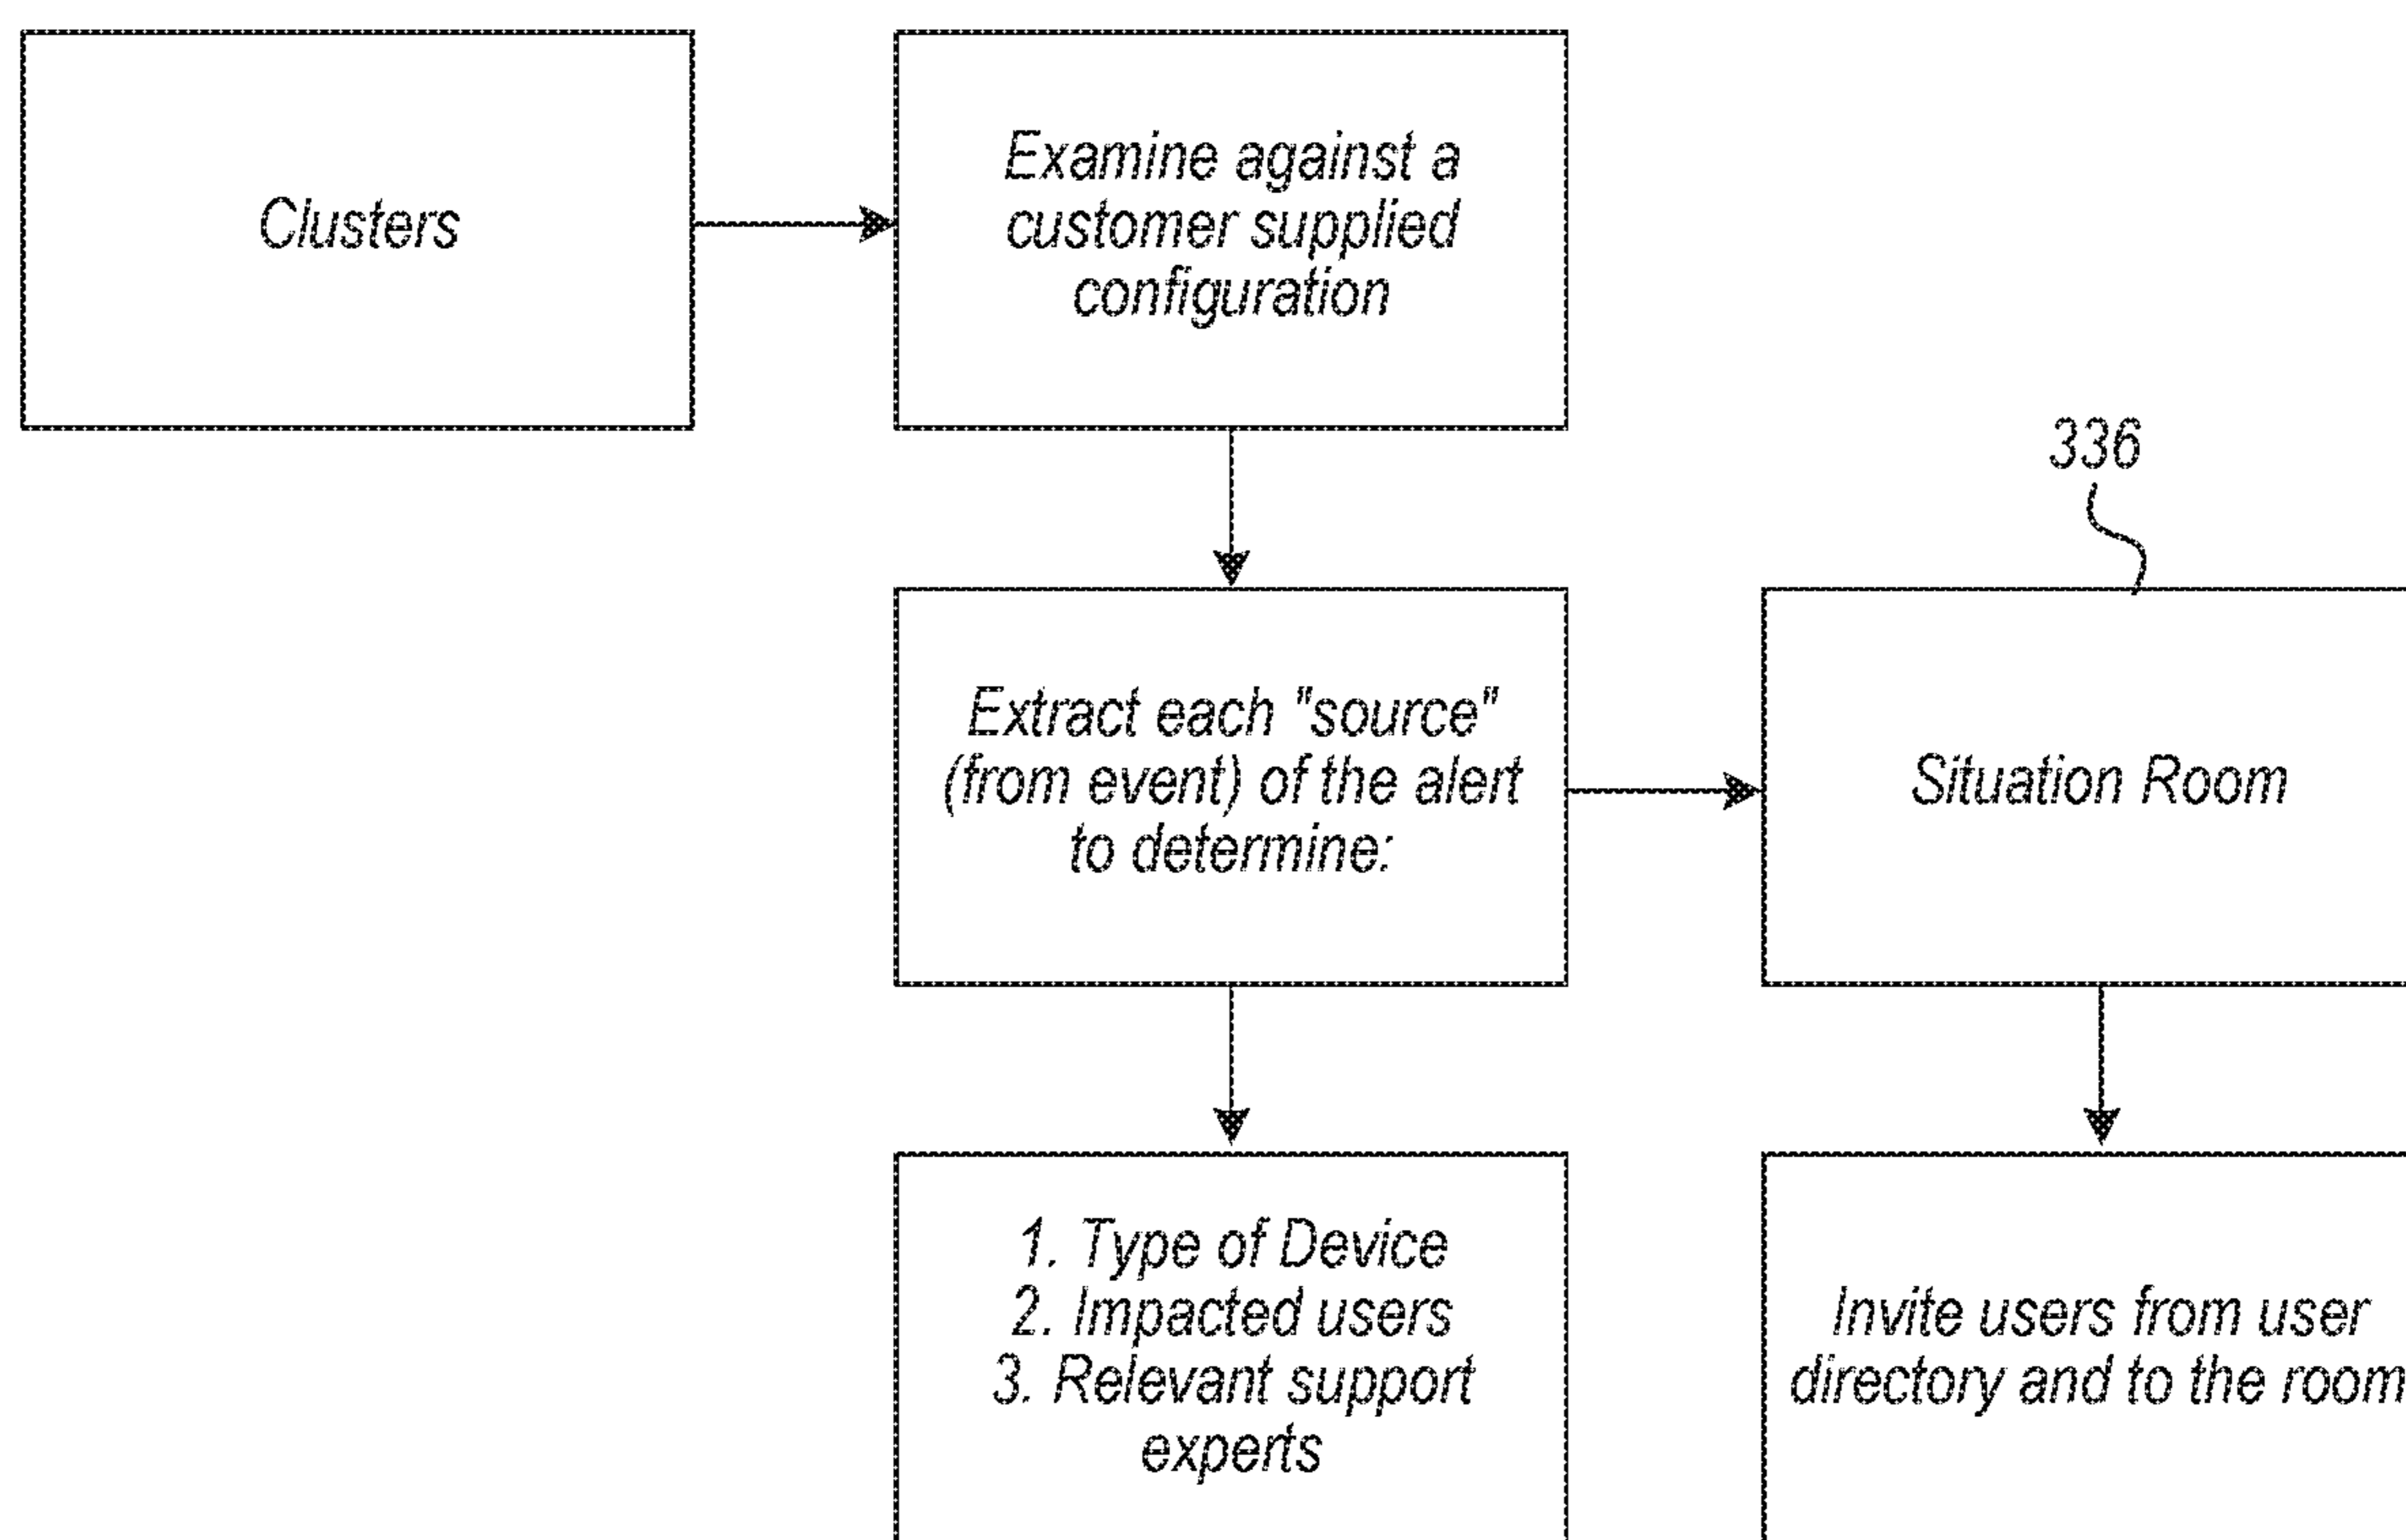 Clusters
Examine against a
customer supplied
configuration
336
Extract each "source"
(from event) of the alert
to determine:
Situation Room
1. Type of Device
2. Impacted users
3. Relevant support
experts
Invite users from user
directory and to the room